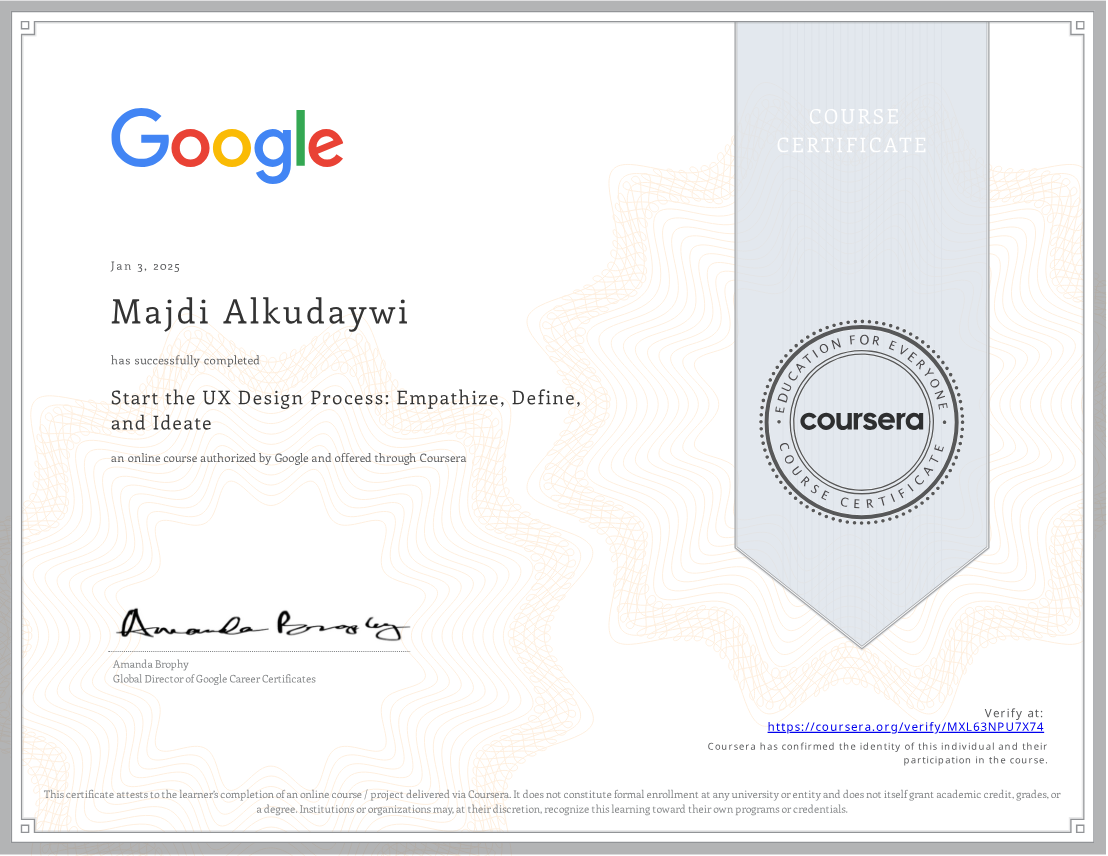 Google
COURSE
CERTIFICATE
Jan 3, 2025
Majdi Alkudaywi
has successfully completed
Start the UX Design Process: Empathize, Define,
and Ideate
an online course authorized by Google and offered through Coursera
EDUCATION FOR EVERYONE
coursera
COURSE CERTIFICATE
Amanda Brophy
Amanda Brophy
Global Director of Google Career Certificates
Verify at:
https://coursera.org/verify/MXL63NPU7X74
Coursera has confirmed the identity of this individual and their
participation in the course.
This certificate attests to the learner's completion of an online course / project delivered via Coursera. It does not constitute formal enrollment at any university or entity and does not itself grant academic credit, grades, or
a degree. Institutions or organizations may, at their discretion, recognize this learning toward their own programs or credentials.